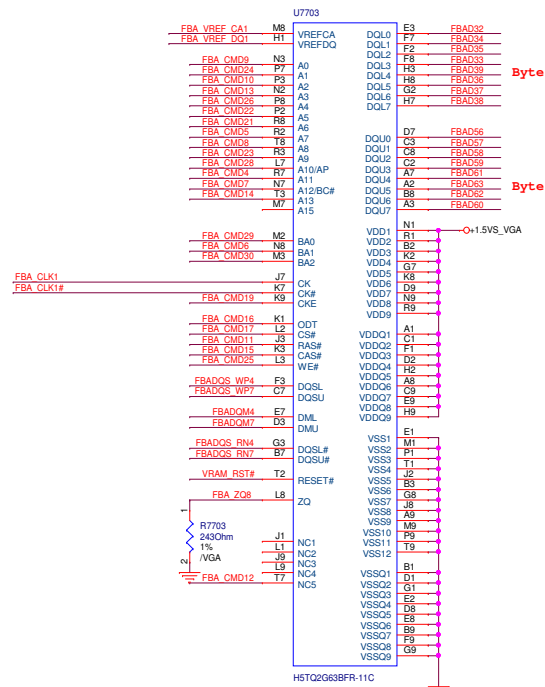 U7703
FBA_VREF_CA1 M8 VREFCA DQL0 E3 FBAD32
FBA_VREF_DQ1 H1 VREFDQ DQL1 F7 FBAD34
DQL2 F2 FBAD35
FBA_CMD9 N3 A0 DQL3 F8 FBAD33
FBA_CMD24 P7 A1 DQL4 H3 FBAD39 Byte
FBA_CMD10 P3 A2 DQL5 H8 FBAD36
FBA_CMD13 N2 A3 DQL6 G2 FBAD37
FBA_CMD26 P8 A4 DQL7 H7 FBAD38
FBA_CMD22 P2 A5
FBA_CMD21 R8 A6
FBA_CMD5 R2 A7 DQU0 D7 FBAD56
FBA_CMD8 T8 A8 DQU1 C3 FBAD57
FBA_CMD23 R3 A9 DQU2 C8 FBAD58
FBA_CMD28 L7 A10/AP DQU3 C2 FBAD59
FBA_CMD4 R7 A11 DQU4 A7 FBAD61
FBA_CMD7 N7 A12/BC# DQU5 A2 FBAD63 Byte
FBA_CMD14 T3 A13 DQU6 B8 FBAD62
M7 A15 DQU7 A3 FBAD60
VDD1 N1 +1.5VS_VGA
FBA_CMD29 M2 BA0 VDD2 R1
FBA_CMD6 N8 BA1 VDD3 B2
FBA_CMD30 M3 BA2 VDD4 K2
VDD5 G7
FBA_CLK1 J7 CK VDD6 K8
FBA_CLK1# K7 CK# VDD7 D9
FBA_CMD19 K9 CKE VDD8 N9
VDD9 R9
FBA_CMD16 K1 ODT
FBA_CMD17 L2 CS# VDDQ1 A1
FBA_CMD11 J3 RAS# VDDQ2 C1
FBA_CMD15 K3 CAS# VDDQ3 F1
FBA_CMD25 L3 WE# VDDQ4 D2
VDDQ5 H2
FBADQS_WP4 F3 DQSL VDDQ6 A8
FBADQS_WP7 C7 DQSU VDDQ7 C9
VDDQ8 E9
FBADQM4 E7 DML VDDQ9 H9
FBADQM7 D3 DMU
VSS1 E1
FBADQS_RN4 G3 DQSL# VSS2 M1
FBADQS_RN7 B7 DQSU# VSS3 P1
VSS4 T1
VRAM_RST# T2 RESET# VSS5 J2
VSS6 B3
FBA_ZQ8 L8 ZQ VSS7 G8
1 VSS8 J8
VSS9 A9
R7703 VSS10 M9
243Ohm J1 NC1 VSS11 P9
1% L1 NC2 VSS12 T9
/VGA J9 NC3
2 L9 NC4 VSSQ1 B1
FBA_CMD12 T7 NC5 VSSQ2 D1
VSSQ3 G1
VSSQ4 E2
VSSQ5 D8
VSSQ6 E8
VSSQ7 B9
VSSQ8 F9
VSSQ9 G9
H5TQ2G63BFR-11C